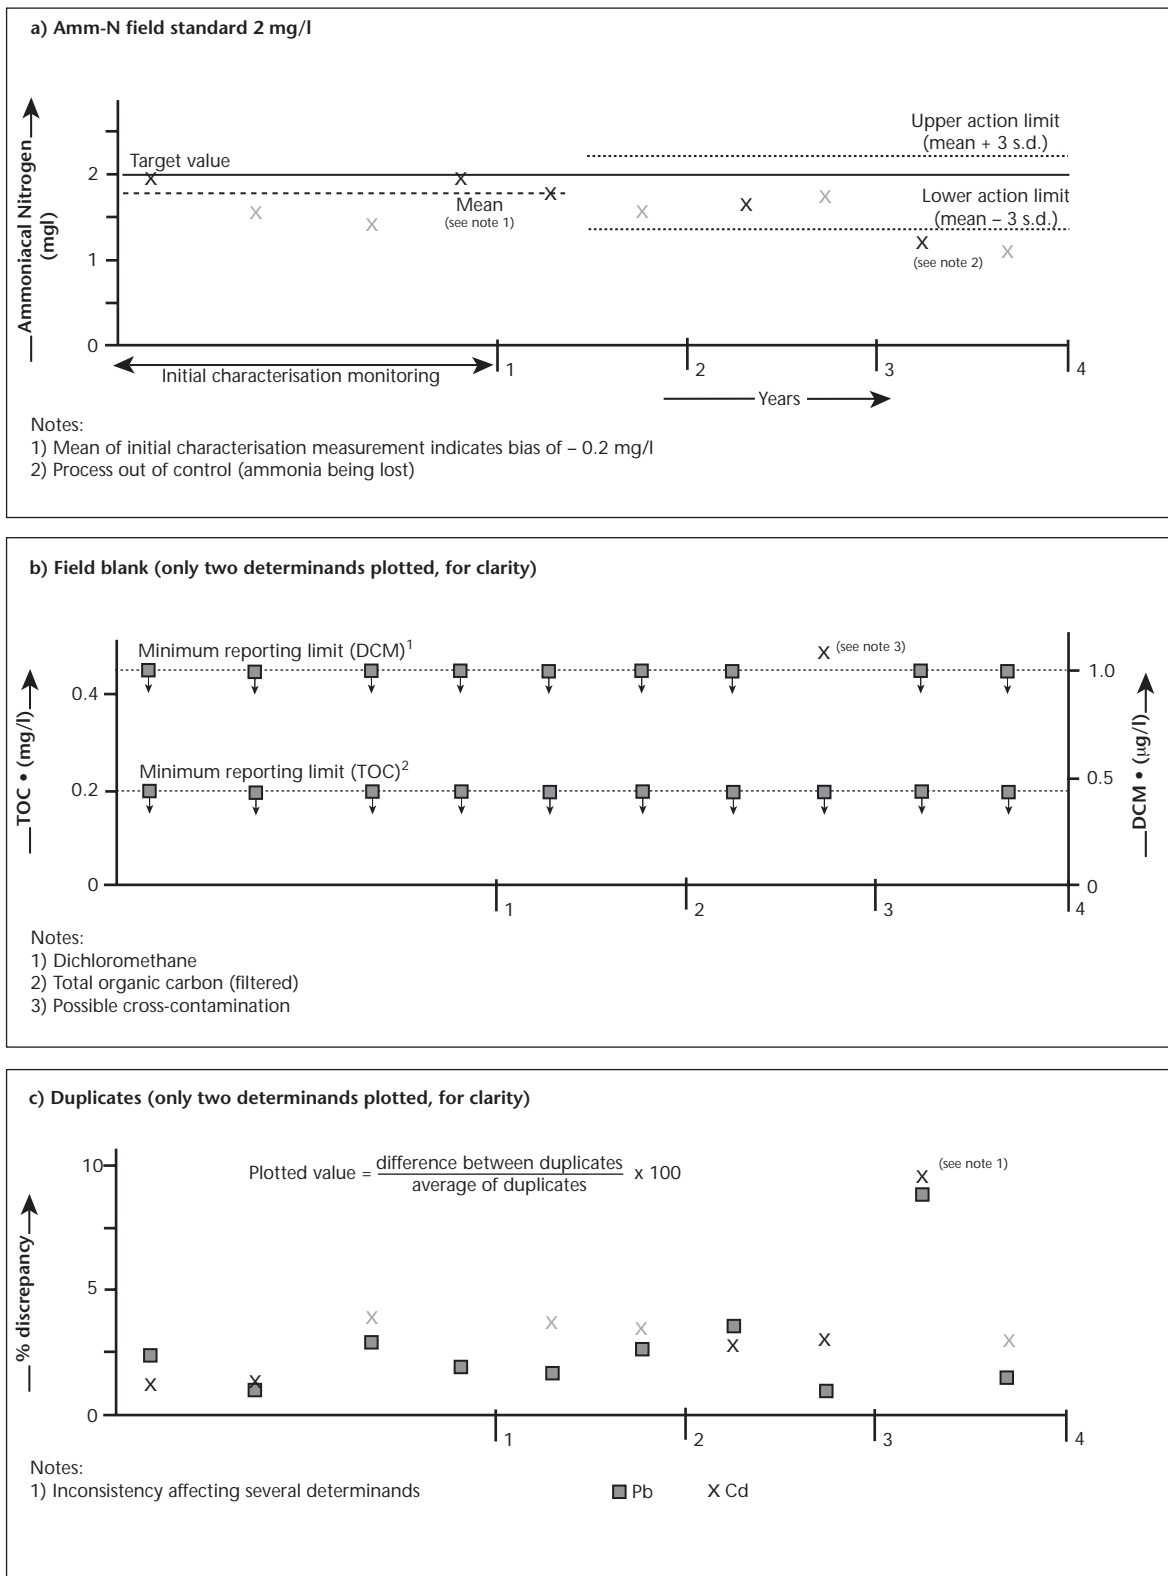 a) Amm-N field standard 2 mg/l
Ammoniacal Nitrogen
(mgl)
Upper action limit
(mean + 3 s.d.)
Target value
2
Mean
(see note 1)
Lower action limit
(mean – 3 s.d.)
(see note 2)
1
0
1
2
3
4
Initial characterisation monitoring
Years
Notes:
1) Mean of initial characterisation measurement indicates bias of – 0.2 mg/l
2) Process out of control (ammonia being lost)
b) Field blank (only two determinands plotted, for clarity)
TOC • (mg/l)
Minimum reporting limit (DCM)1
(see note 3)
1.0
0.4
Minimum reporting limit (TOC)2
0.5
0.2
0
0
DCM • (µg/l)
1
2
3
4
Notes:
1) Dichloromethane
2) Total organic carbon (filtered)
3) Possible cross-contamination
c) Duplicates (only two determinands plotted, for clarity)
% discrepancy
10
Plotted value = difference between duplicates
average of duplicates x 100
(see note 1)
5
0
1
2
3
4
Notes:
1) Inconsistency affecting several determinands
Pb
X Cd